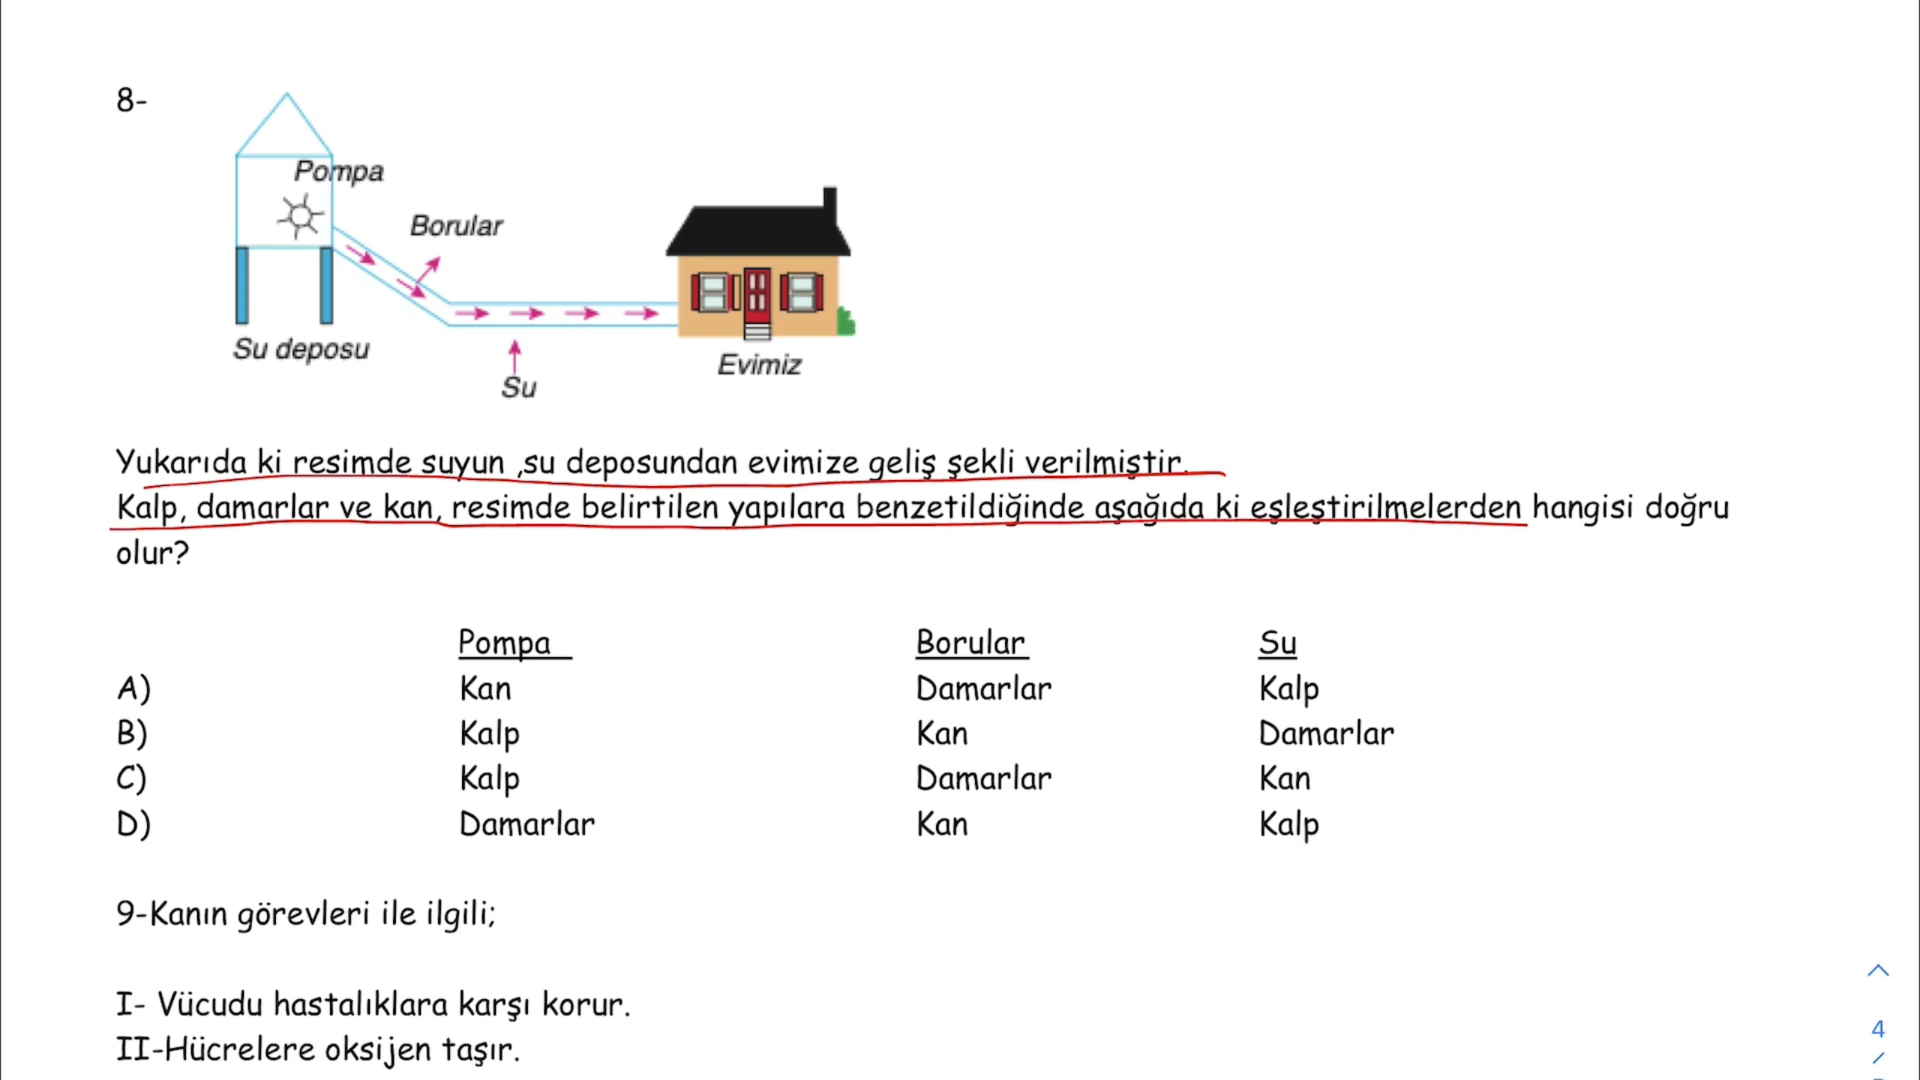 8-
Pompa
Borular
Su deposu
Evimiz
Su
Yukarıda ki resimde suyun ,su deposundan evimize geliş şekli verilmiştir.
Kalp, damarlar ve kan, resimde belirtilen yapılara benzetildiğinde aşağıda ki eşleştirilmelerden hangisi doğru
olur?
Pompa Borular Su
A) Kan Damarlar Kalp
B) Kalp Kan Damarlar
C) Kalp Damarlar Kan
D) Damarlar Kan Kalp
9-Kanın görevleri ile ilgili;
I- Vücudu hastalıklara karşı korur.
II-Hücrelere oksijen taşır.
4
/